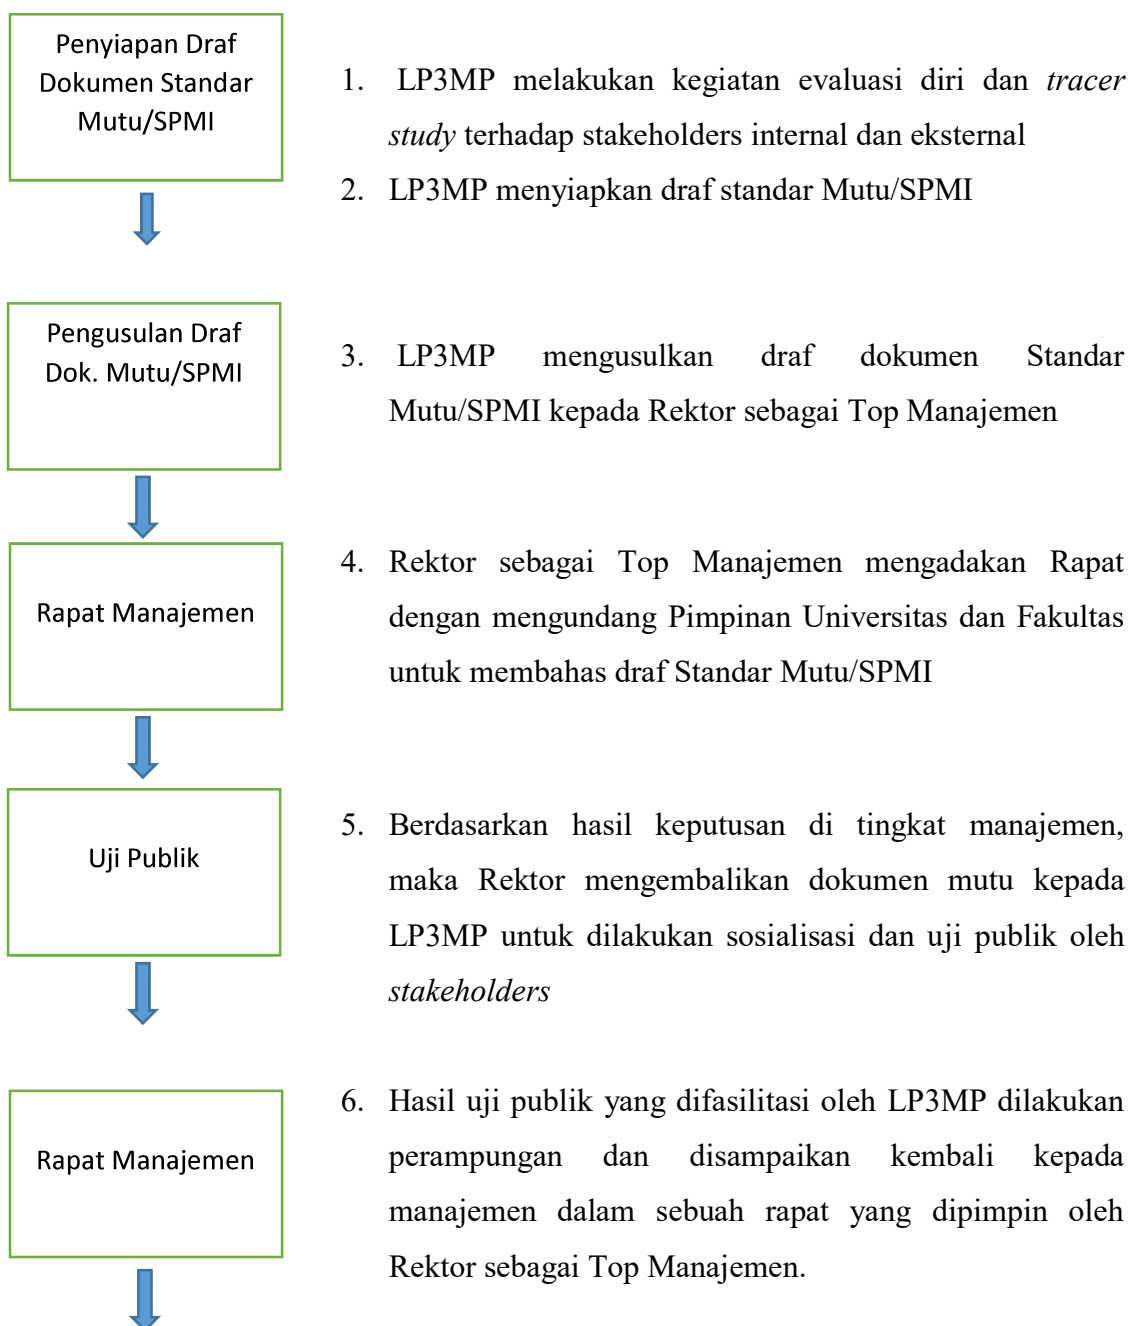 Penyiapan Draf
Dokumen Standar
Mutu/SPMI
1. LP3MP melakukan kegiatan evaluasi diri dan tracer
study terhadap stakeholders internal dan eksternal
2. LP3MP menyiapkan draf standar Mutu/SPMI
Pengusulan Draf
Dok. Mutu/SPMI
3. LP3MP mengusulkan draf dokumen Standar
Mutu/SPMI kepada Rektor sebagai Top Manajemen
Rapat Manajemen
4. Rektor sebagai Top Manajemen mengadakan Rapat
dengan mengundang Pimpinan Universitas dan Fakultas
untuk membahas draf Standar Mutu/SPMI
Uji Publik
5. Berdasarkan hasil keputusan di tingkat manajemen,
maka Rektor mengembalikan dokumen mutu kepada
LP3MP untuk dilakukan sosialisasi dan uji publik oleh
stakeholders
Rapat Manajemen
6. Hasil uji publik yang difasilitasi oleh LP3MP dilakukan
perampungan dan disampaikan kembali kepada
manajemen dalam sebuah rapat yang dipimpin oleh
Rektor sebagai Top Manajemen.